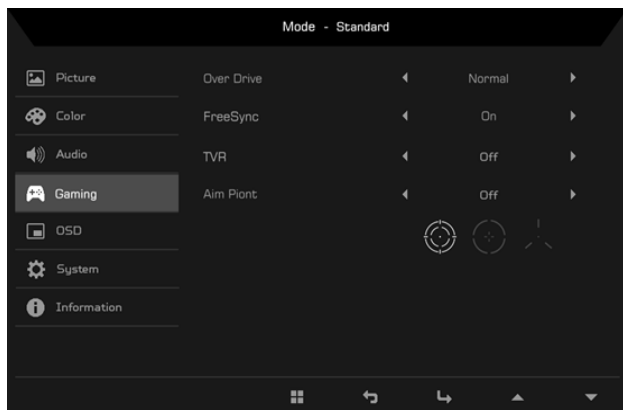 Mode - Standard
Picture
Over Drive Normal
Color
FreeSync On
Audio
TVR Off
Gaming
Aim Piont Off
OSD
System
Information